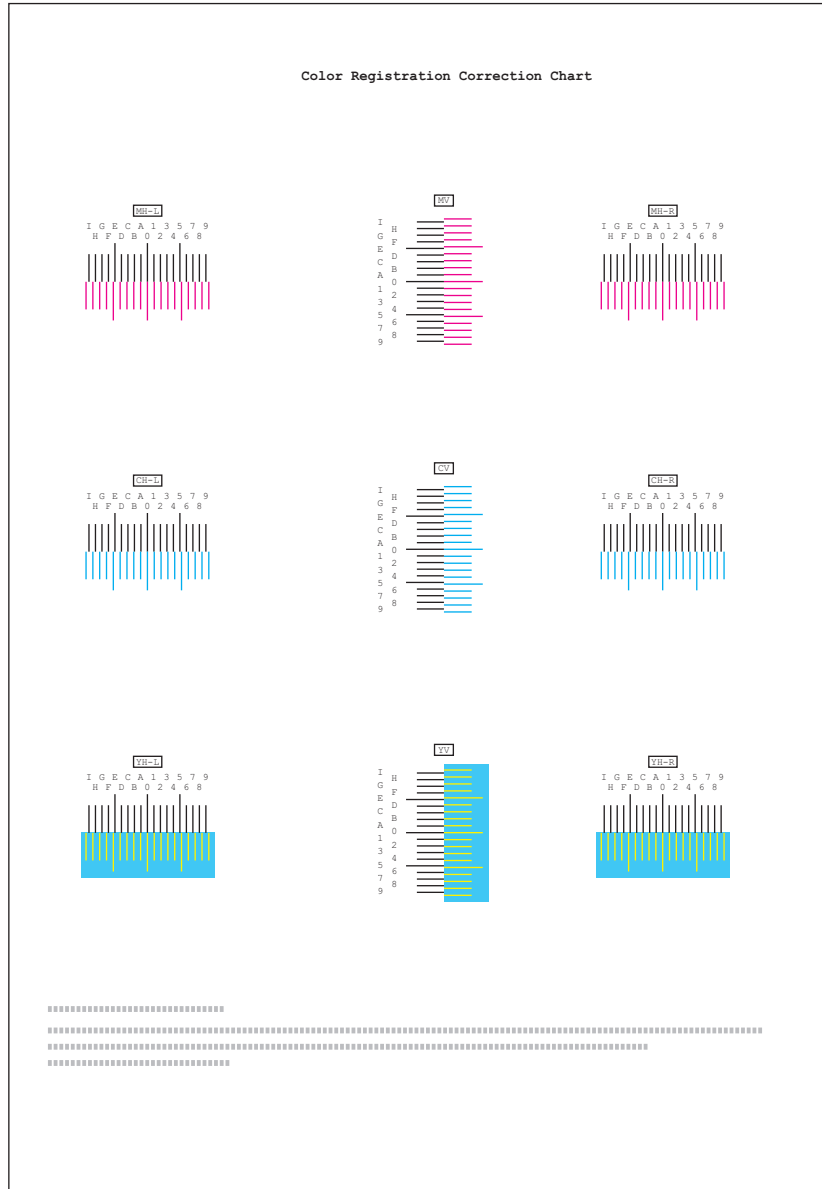 Color Registration Correction Chart
MH-L
I G E C A 1 3 5 7 9
H F D B 0 2 4 6 8
MV
I
H
G
F
E
D
C
B
A
0
1
2
3
4
5
6
7
8
9
MH-R
I G E C A 1 3 5 7 9
H F D B 0 2 4 6 8
CH-L
I G E C A 1 3 5 7 9
H F D B 0 2 4 6 8
CV
I
H
G
F
E
D
C
B
A
0
1
2
3
4
5
6
7
8
9
CH-R
I G E C A 1 3 5 7 9
H F D B 0 2 4 6 8
YH-L
I G E C A 1 3 5 7 9
H F D B 0 2 4 6 8
YV
I
H
G
F
E
D
C
B
A
0
1
2
3
4
5
6
7
8
9
YH-R
I G E C A 1 3 5 7 9
H F D B 0 2 4 6 8